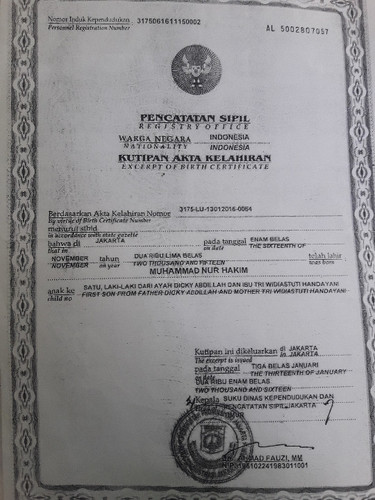 Nomor Induk Kependudukan 3175061611150002
Personnel Registration Number
AL 5002807057
PENCATATAN SIPIL
REGISTRY OFFICE
WARGA NEGARA INDONESIA
NATIONALITY INDONESIA
KUTIPAN AKTA KELAHIRAN
EXCERPT OF BIRTH CERTIFICATE
Berdasarkan Akta Kelahiran Nomor 3175-LU-13012016-0084
By virtue of Birth Certificate Number
menurut stbld
in accordance with state gazette
bahwa di JAKARTA pada tanggal ENAM BELAS
that in on date THE SIXTEENTH OF
NOVEMBER tahun DUA RIBU LIMA BELAS telah lahir
NOVEMBER on year TWO THOUSAND AND FIFTEEN was born
MUHAMMAD NUR HAKIM
anak ke SATU, LAKI-LAKI DARI AYAH DICKY ABDILLAH DAN IBU TRI WIDIASTUTI HANDAYANI
child no FIRST SON FROM FATHER DICKY ABDILLAH AND MOTHER TRI WIDIASTUTI HANDAYANI
Kutipan ini dikeluarkan di JAKARTA
The excerpt is issued in JAKARTA
pada tanggal TIGA BELAS JANUARI
on date THE THIRTEENTH OF JANUARY
DUA RIBU ENAM BELAS
TWO THOUSAND AND SIXTEEN
Kepala SUKU DINAS KEPENDUDUKAN DAN
PENCATATAN SIPIL JAKARTA
TIMUR
AHMAD FAUZI, MM